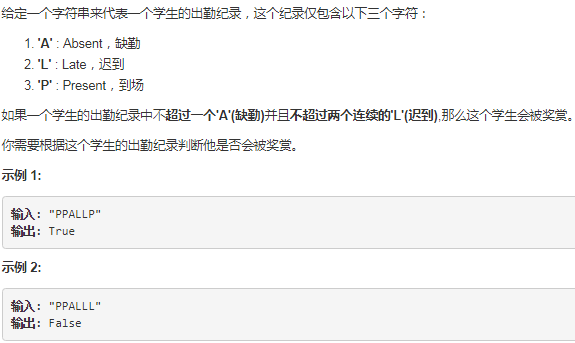 给定一个字符串来代表一个学生的出勤纪录，这个纪录仅包含以下三个字符：
1. 'A' : Absent，缺勤
2. 'L' : Late，迟到
3. 'P' : Present，到场
如果一个学生的出勤纪录中不超过一个'A'(缺勤)并且不超过两个连续的'L'(迟到),那么这个学生会被奖赏。
你需要根据这个学生的出勤纪录判断他是否会被奖赏。
示例 1:
输入: "PPALLP"
输出: True
示例 2:
输入: "PPALLL"
输出: False